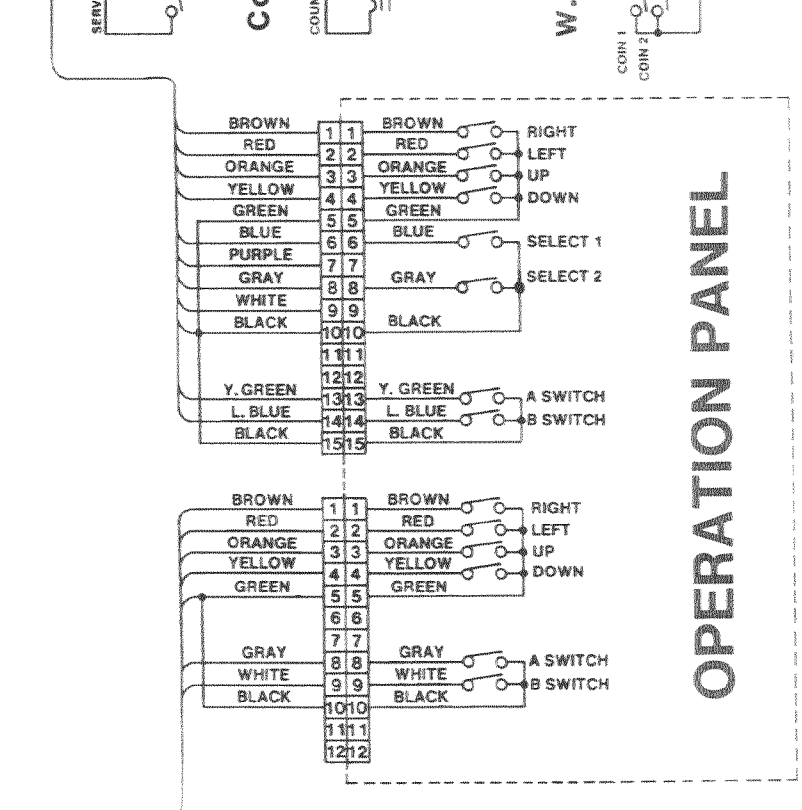 SERV
CO
COUN
W.
COIN 1
COIN 2
BROWN 1 1 BROWN RIGHT
RED 2 2 RED LEFT
ORANGE 3 3 ORANGE UP
YELLOW 4 4 YELLOW DOWN
GREEN 5 5 GREEN
BLUE 6 6 BLUE SELECT 1
PURPLE 7 7
GRAY 8 8 GRAY SELECT 2
WHITE 9 9
BLACK 10 10 BLACK
11 11
12 12
Y. GREEN 13 13 Y. GREEN A SWITCH
L. BLUE 14 14 L. BLUE B SWITCH
BLACK 15 15 BLACK
OPERATION PANEL
BROWN 1 1 BROWN RIGHT
RED 2 2 RED LEFT
ORANGE 3 3 ORANGE UP
YELLOW 4 4 YELLOW DOWN
GREEN 5 5 GREEN
6 6
7 7
GRAY 8 8 GRAY A SWITCH
WHITE 9 9 WHITE B SWITCH
BLACK 10 10 BLACK
11 11
12 12